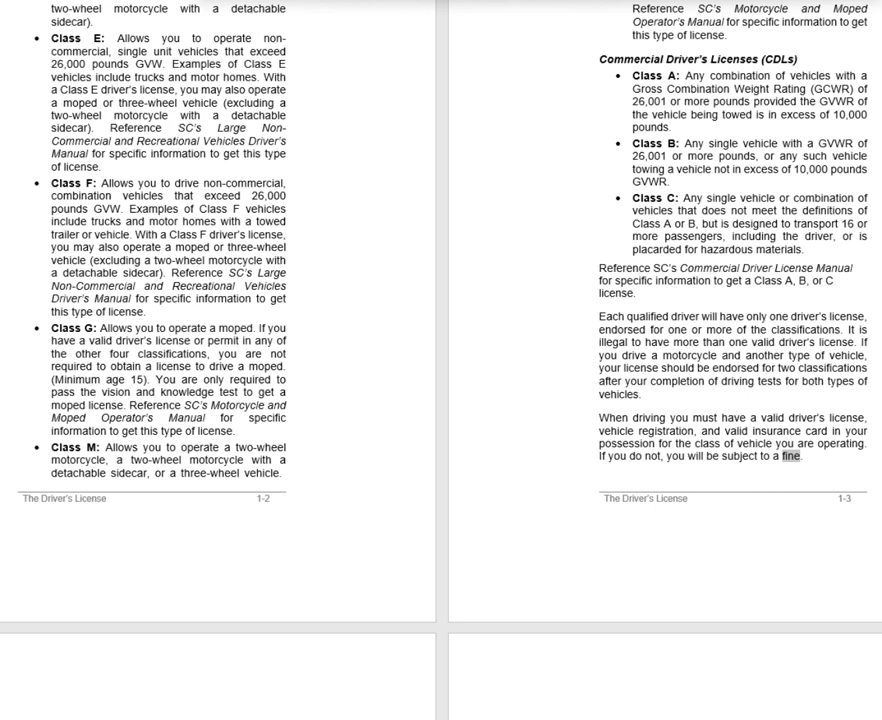 two-wheel motorcycle with a detachable
sidecar).
• Class E: Allows you to operate non-
commercial, single unit vehicles that exceed
26,000 pounds GVW. Examples of Class E
vehicles include trucks and motor homes. With
a Class E driver's license, you may also operate
a moped or three-wheel vehicle (excluding a
two-wheel motorcycle with a detachable
sidecar). Reference SC's Large Non-
Commercial and Recreational Vehicles Driver's
Manual for specific information to get this type
of license.
• Class F: Allows you to drive non-commercial,
combination vehicles that exceed 26,000
pounds GVW. Examples of Class F vehicles
include trucks and motor homes with a towed
trailer or vehicle. With a Class F driver's license,
you may also operate a moped or three-wheel
vehicle (excluding a two-wheel motorcycle with
a detachable sidecar). Reference SC's Large
Non-Commercial and Recreational Vehicles
Driver's Manual for specific information to get
this type of license.
• Class G: Allows you to operate a moped. If you
have a valid driver's license or permit in any of
the other four classifications, you are not
required to obtain a license to drive a moped.
(Minimum age 15). You are only required to
pass the vision and knowledge test to get a
moped license. Reference SC's Motorcycle and
Moped Operator's Manual for specific
information to get this type of license.
• Class M: Allows you to operate a two-wheel
motorcycle, a two-wheel motorcycle with a
detachable sidecar, or a three-wheel vehicle.
The Driver's License 1-2
Reference SC's Motorcycle and Moped
Operator's Manual for specific information to get
this type of license.
Commercial Driver's Licenses (CDLs)
• Class A: Any combination of vehicles with a
Gross Combination Weight Rating (GCWR) of
26,001 or more pounds provided the GVWR of
the vehicle being towed is in excess of 10,000
pounds.
• Class B: Any single vehicle with a GVWR of
26,001 or more pounds, or any such vehicle
towing a vehicle not in excess of 10,000 pounds
GVWR.
• Class C: Any single vehicle or combination of
vehicles that does not meet the definitions of
Class A or B, but is designed to transport 16 or
more passengers, including the driver, or is
placarded for hazardous materials.
Reference SC's Commercial Driver License Manual
for specific information to get a Class A, B, or C
license.
Each qualified driver will have only one driver's license,
endorsed for one or more of the classifications. It is
illegal to have more than one valid driver's license. If
you drive a motorcycle and another type of vehicle,
your license should be endorsed for two classifications
after your completion of driving tests for both types of
vehicles.
When driving you must have a valid driver's license,
vehicle registration, and valid insurance card in your
possession for the class of vehicle you are operating.
If you do not, you will be subject to a fine.
The Driver's License 1-3